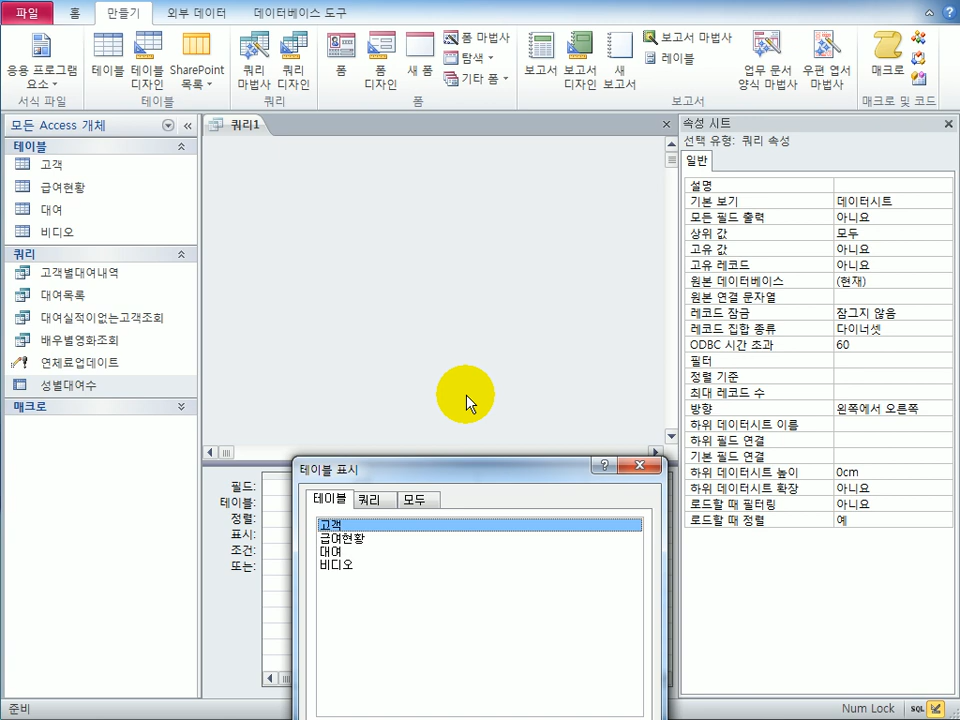 파일 홈 만들기 외부 데이터 데이터베이스 도구
응용 프로그램 요소
서식 파일
테이블
테이블 디자인
SharePoint 목록
테이블
쿼리 마법사
쿼리 디자인
쿼리
폼
폼 디자인
새 폼
폼 마법사
탐색
기타 폼
폼
보고서
보고서 디자인
새 보고서
보고서 마법사
레이블
업무 문서 양식 마법사
우편 엽서 마법사
보고서
매크로
매크로 및 코드
모든 Access 개체
테이블
고객
급여현황
대여
비디오
쿼리
고객별대여내역
대여목록
대여실적이없는고객조회
배우별영화조회
연체료업데이트
성별대여수
매크로
쿼리1
필드:
테이블:
정렬:
표시:
조건:
또는:
테이블 표시
테이블 쿼리 모두
고객
급여현황
대여
비디오
속성 시트
선택 유형: 쿼리 속성
일반
설명
기본 보기 데이터시트
모든 필드 출력 아니요
상위 값 모두
고유 값 아니요
고유 레코드 아니요
원본 데이터베이스 (현재)
원본 연결 문자열
레코드 잠금 잠그지 않음
레코드 집합 종류 다이너셋
ODBC 시간 초과 60
필터
정렬 기준
최대 레코드 수
방향 왼쪽에서 오른쪽
하위 데이터시트 이름
하위 필드 연결
기본 필드 연결
하위 데이터시트 높이 0cm
하위 데이터시트 확장 아니요
로드할 때 필터링 아니요
로드할 때 정렬 예
준비
Num Lock
SQL